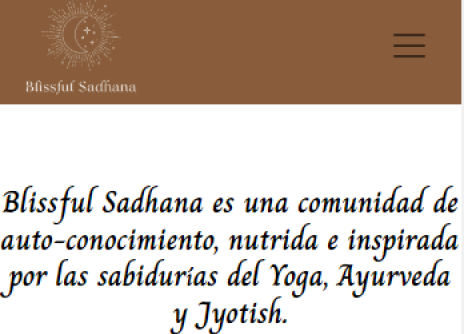 Blissful Sadhana
Blissful Sadhana es una comunidad de
auto-conocimiento, nutrida e inspirada
por las sabidurías del Yoga, Ayurveda
y Jyotish.